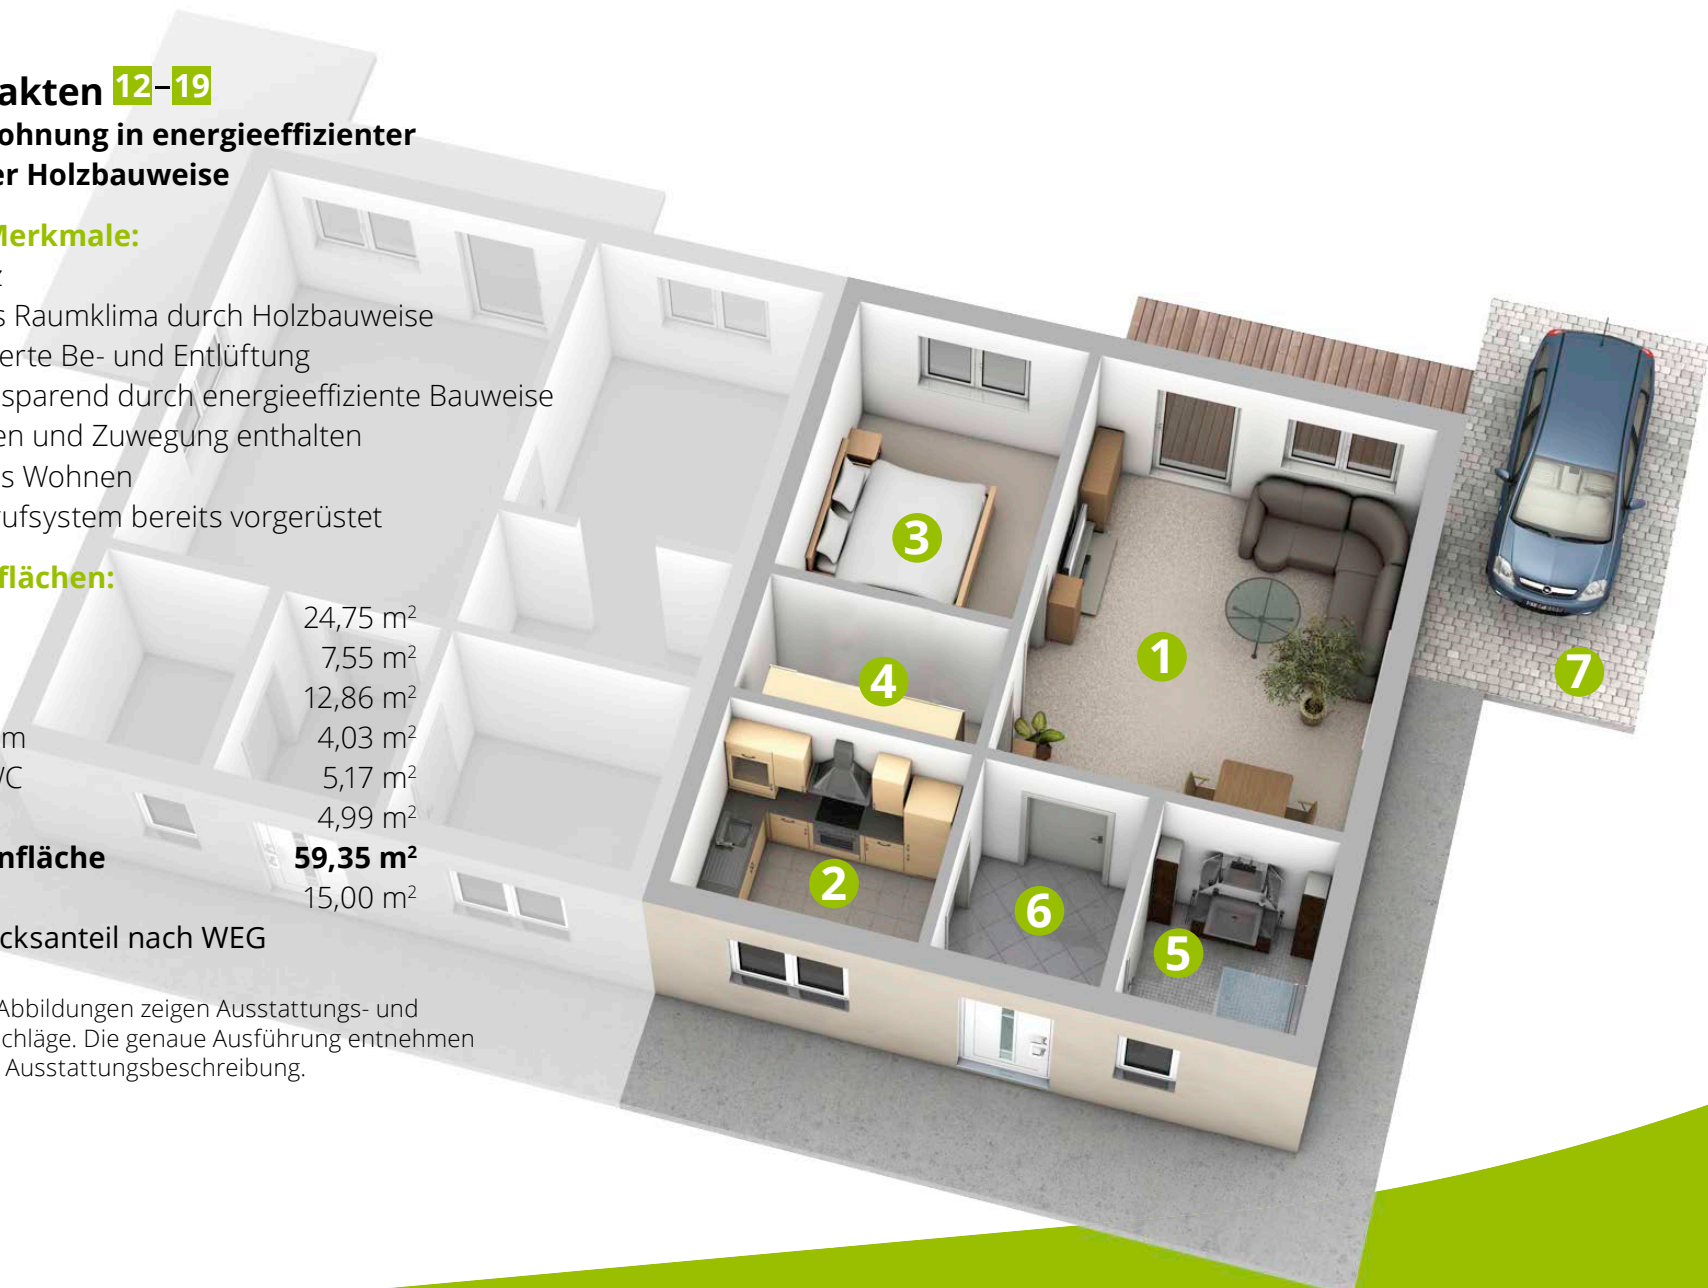 akten 12–19
ohnung in energieeffizienter
er Holzbauweise
Merkmale:
z
s Raumklima durch Holzbauweise
erte Be- und Entlüftung
sparend durch energieeffiziente Bauweise
en und Zuwegung enthalten
s Wohnen
ufsystem bereits vorgerüstet
flächen:
24,75 m²
7,55 m²
12,86 m²
m 4,03 m²
WC 5,17 m²
4,99 m²
nfläche 59,35 m²
15,00 m²
cksanteil nach WEG
Abbildungen zeigen Ausstattungs- und
chläge. Die genaue Ausführung entnehmen
Ausstattungsbeschreibung.
3
1
4
7
2
6
5